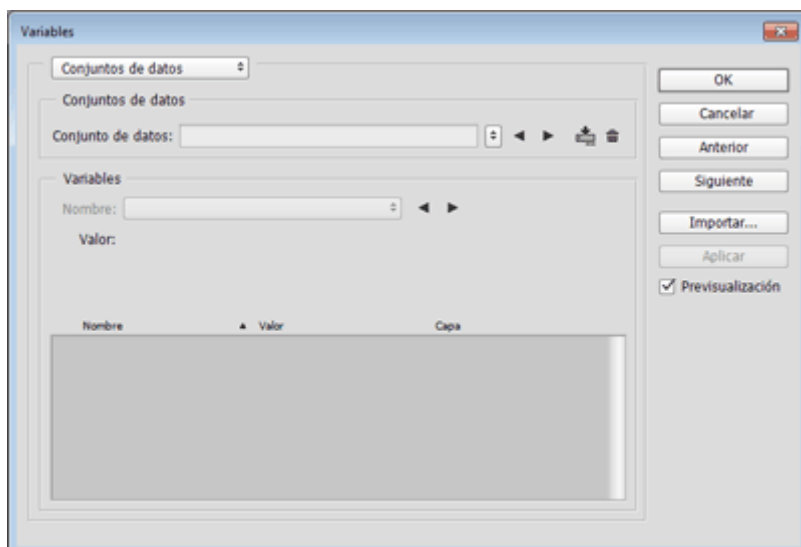 Variables
Conjuntos de datos
Conjuntos de datos
Conjunto de datos:
Variables
Nombre:
Valor:
Nombre Valor Capa
OK
Cancelar
Anterior
Siguiente
Importar...
Aplicar
Previsualización